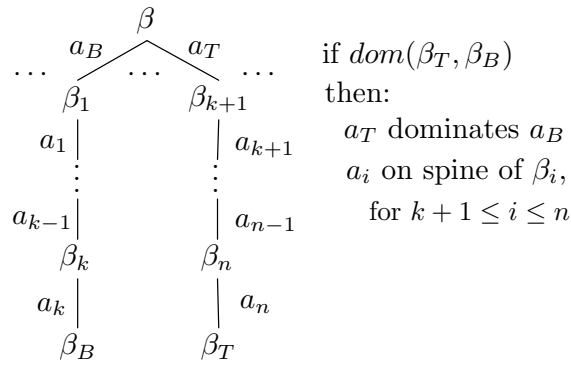 β
a_B a_T
··· ··· ···
β_1 β_{k+1}
a_1 a_{k+1}
⋮ ⋮
a_{k−1} a_{n−1}
β_k β_n
a_k a_n
β_B β_T
if dom(β_T, β_B)
then:
a_T dominates a_B
a_i on spine of β_i,
for k + 1 ≤ i ≤ n